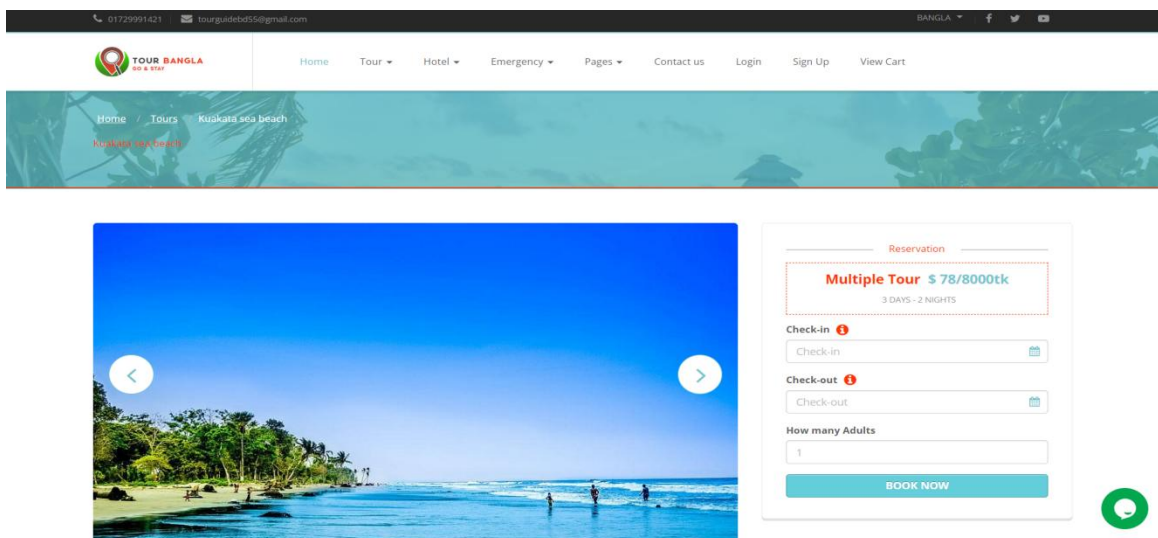 01729991421 | tourguidebd55@gmail.com
BANGLA
TOUR BANGLA
GO & STAY
Home Tour Hotel Emergency Pages Contact us Login Sign Up View Cart
Home / Tours Kuakata sea beach
Kuakata sea beach
Reservation
Multiple Tour $ 78/8000tk
3 DAYS - 2 NIGHTS
Check-in
Check-in
Check-out
Check-out
How many Adults
1
BOOK NOW